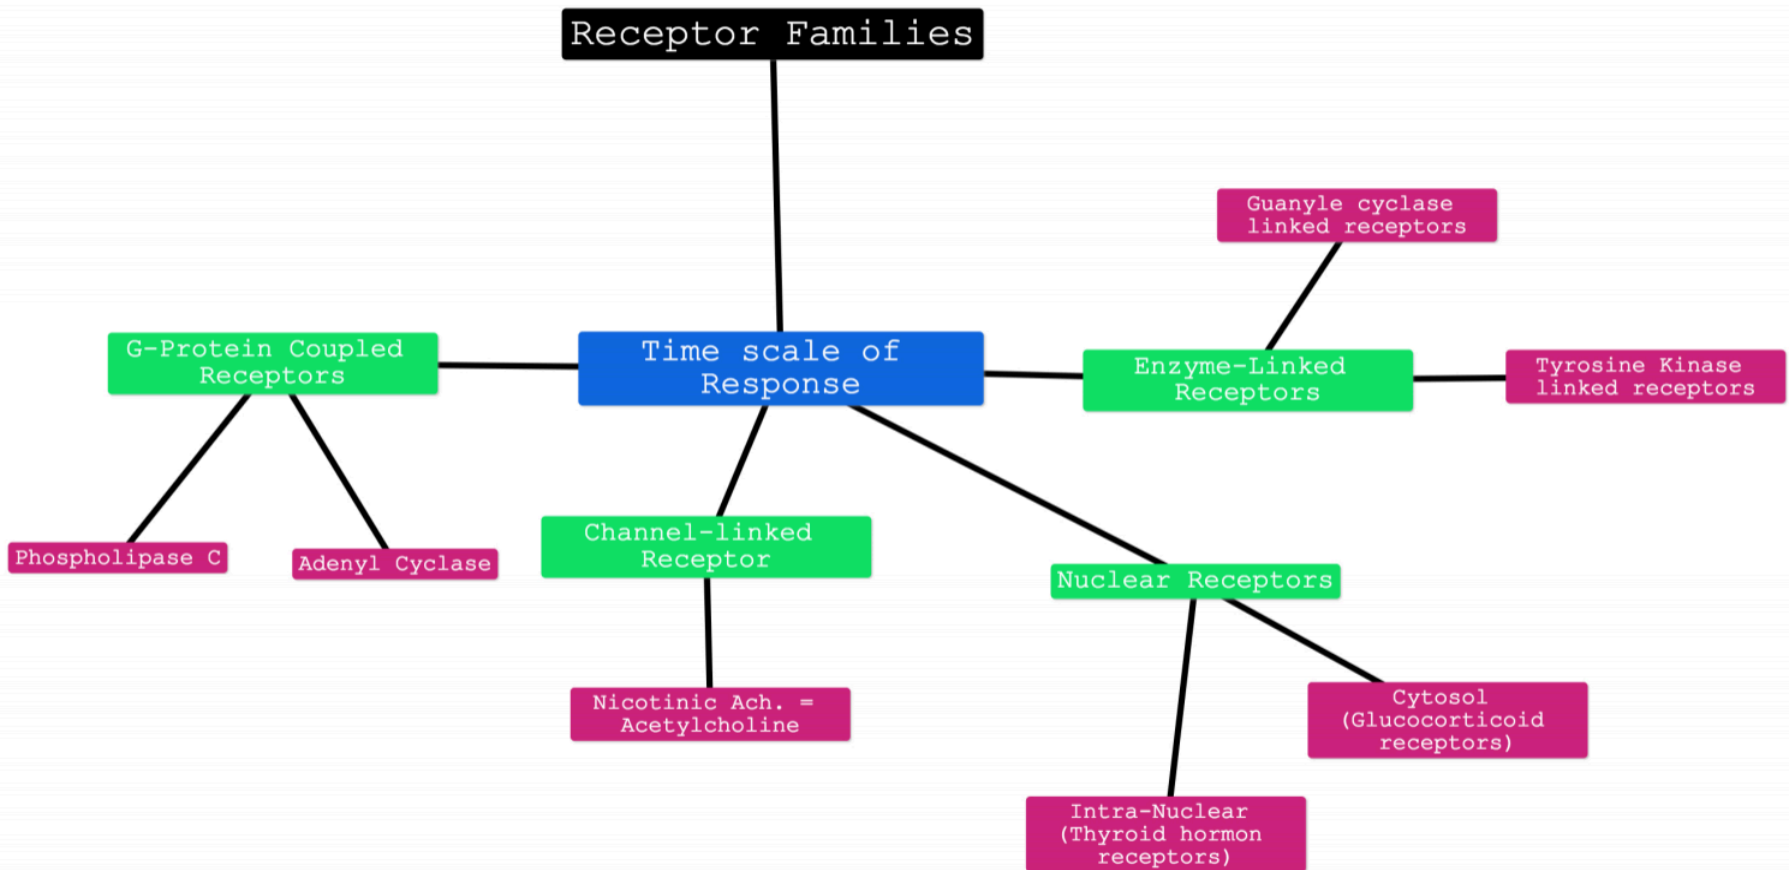 Receptor Families
Guanyle cyclase
linked receptors
G-Protein Coupled
Receptors
Time scale of
Response
Enzyme-Linked
Receptors
Tyrosine Kinase
linked receptors
Channel-linked
Receptor
Phospholipase C
Adenyl Cyclase
Nuclear Receptors
Nicotinic Ach. =
Acetylcholine
Cytosol
(Glucocorticoid
receptors)
Intra-Nuclear
(Thyroid hormon
receptors)